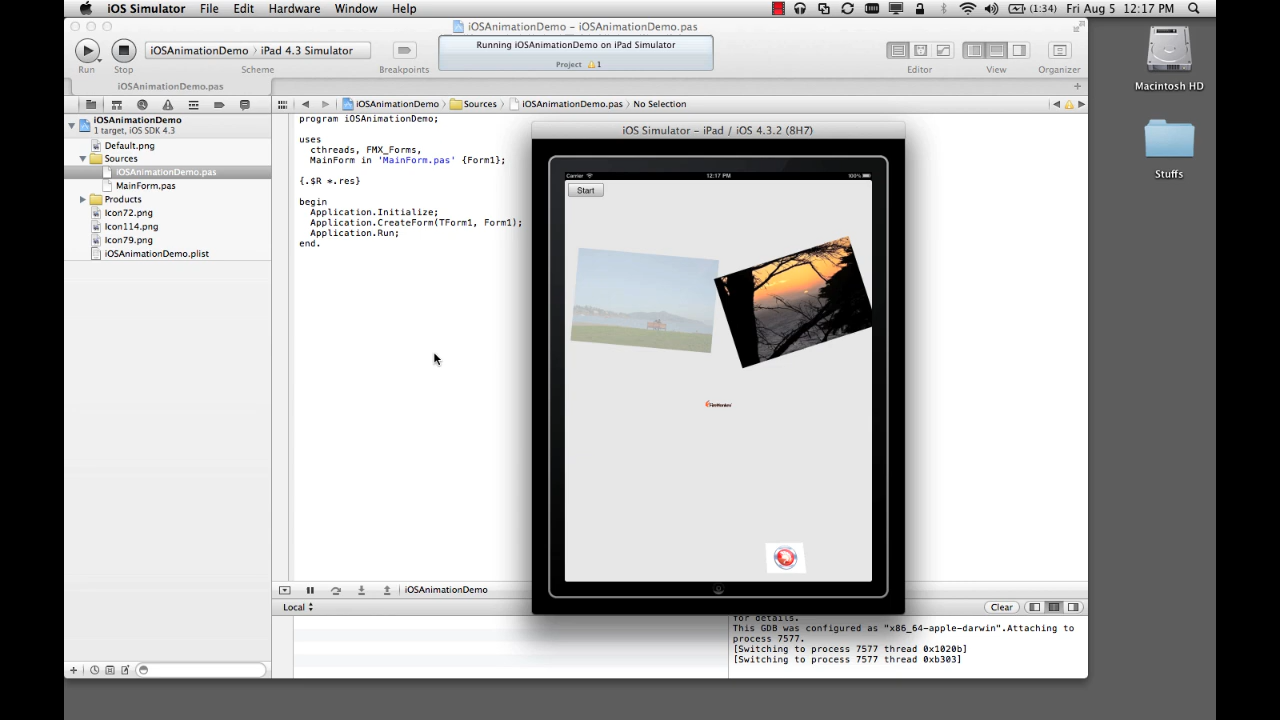 iOS Simulator File Edit Hardware Window Help (1:34) Fri Aug 5 12:17 PM
iOSAnimationDemo – iOSAnimationDemo.pas
iOSAnimationDemo iPad 4.3 Simulator
Running iOSAnimationDemo on iPad Simulator
Project 1
Run Stop Scheme Breakpoints Editor View Organizer
iOSAnimationDemo.pas
iOSAnimationDemo Sources iOSAnimationDemo.pas No Selection
iOSAnimationDemo
1 target, iOS SDK 4.3
Default.png
Sources
iOSAnimationDemo.pas
MainForm.pas
Products
Icon72.png
Icon114.png
Icon79.png
iOSAnimationDemo.plist
program iOSAnimationDemo;
uses
cthreads, FMX_Forms,
MainForm in 'MainForm.pas' {Form1};
{.$R *.res}
begin
Application.Initialize;
Application.CreateForm(TForm1, Form1);
Application.Run;
end.
iOS Simulator – iPad / iOS 4.3.2 (8H7)
Carrier 12:17 PM 100%
Start
iOSAnimationDemo
Local
Clear
for details.
This GDB was configured as "x86_64-apple-darwin".Attaching to
process 7577.
[Switching to process 7577 thread 0x1020b]
[Switching to process 7577 thread 0xb303]
Macintosh HD
Stuffs